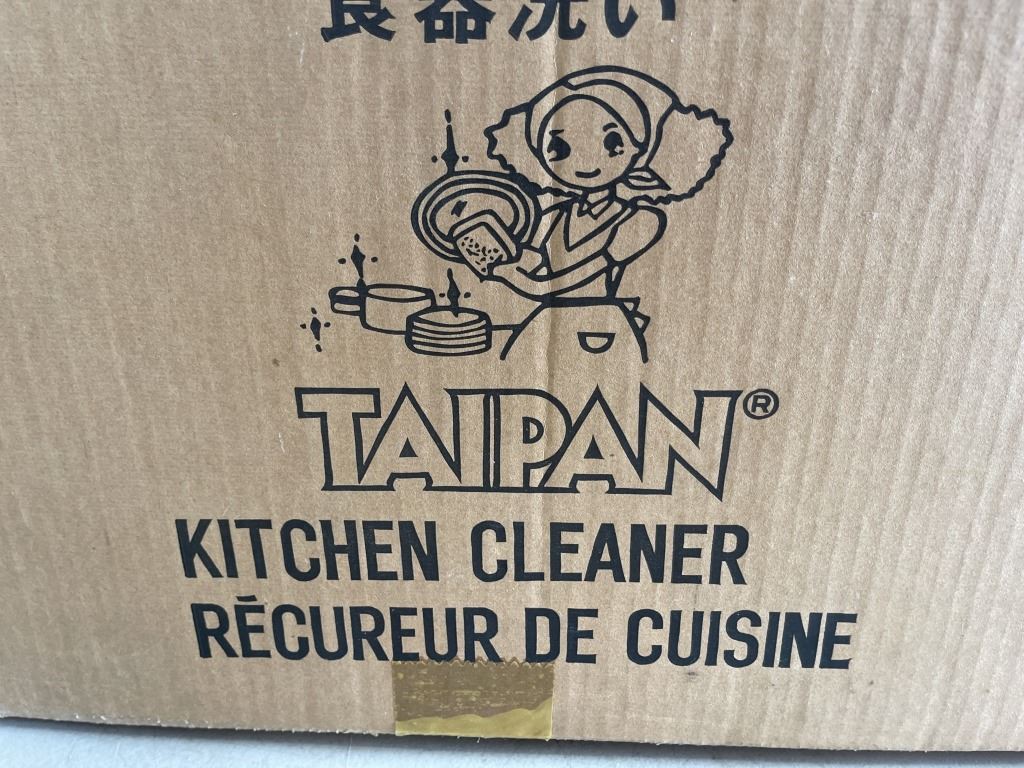 食器洗い
TAIPAN®
KITCHEN CLEANER
RÉCUREUR DE CUISINE